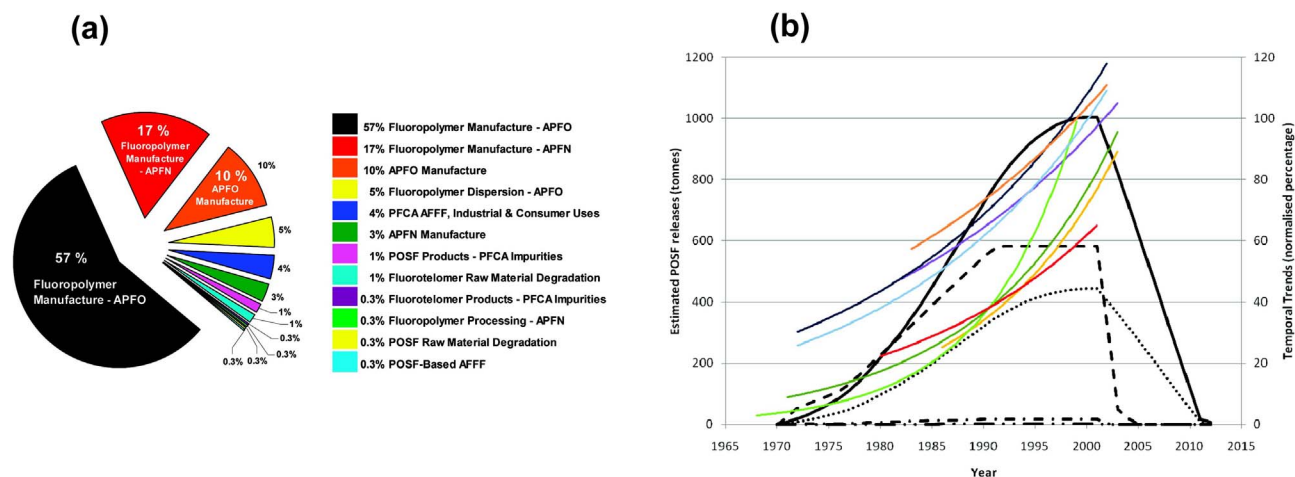 (a)
17 %
Fluoropolymer
Manufacture
- APFN
10 %
APFO
Manufacture
10%
5%
4%
3%
1%
1%
0.3%
0.3%
0.3%
0.3%
57 %
Fluoropolymer
Manufacture - APFO
57% Fluoropolymer Manufacture - APFO
17% Fluoropolymer Manufacture - APFN
10% APFO Manufacture
5% Fluoropolymer Dispersion - APFO
4% PFCA AFFF, Industrial & Consumer Uses
3% APFN Manufacture
1% POSF Products - PFCA Impurities
1% Fluorotelomer Raw Material Degradation
0.3% Fluorotelomer Products - PFCA Impurities
0.3% Fluoropolymer Processing - APFN
0.3% POSF Raw Material Degradation
0.3% POSF-Based AFFF
(b)
Estimated POSF releases (tonnes)
1200
1000
800
600
400
200
0
120
100
80
60
40
20
0
Temporal Trends (normalised percentage)
1965 1970 1975 1980 1985 1990 1995 2000 2005 2010 2015
Year